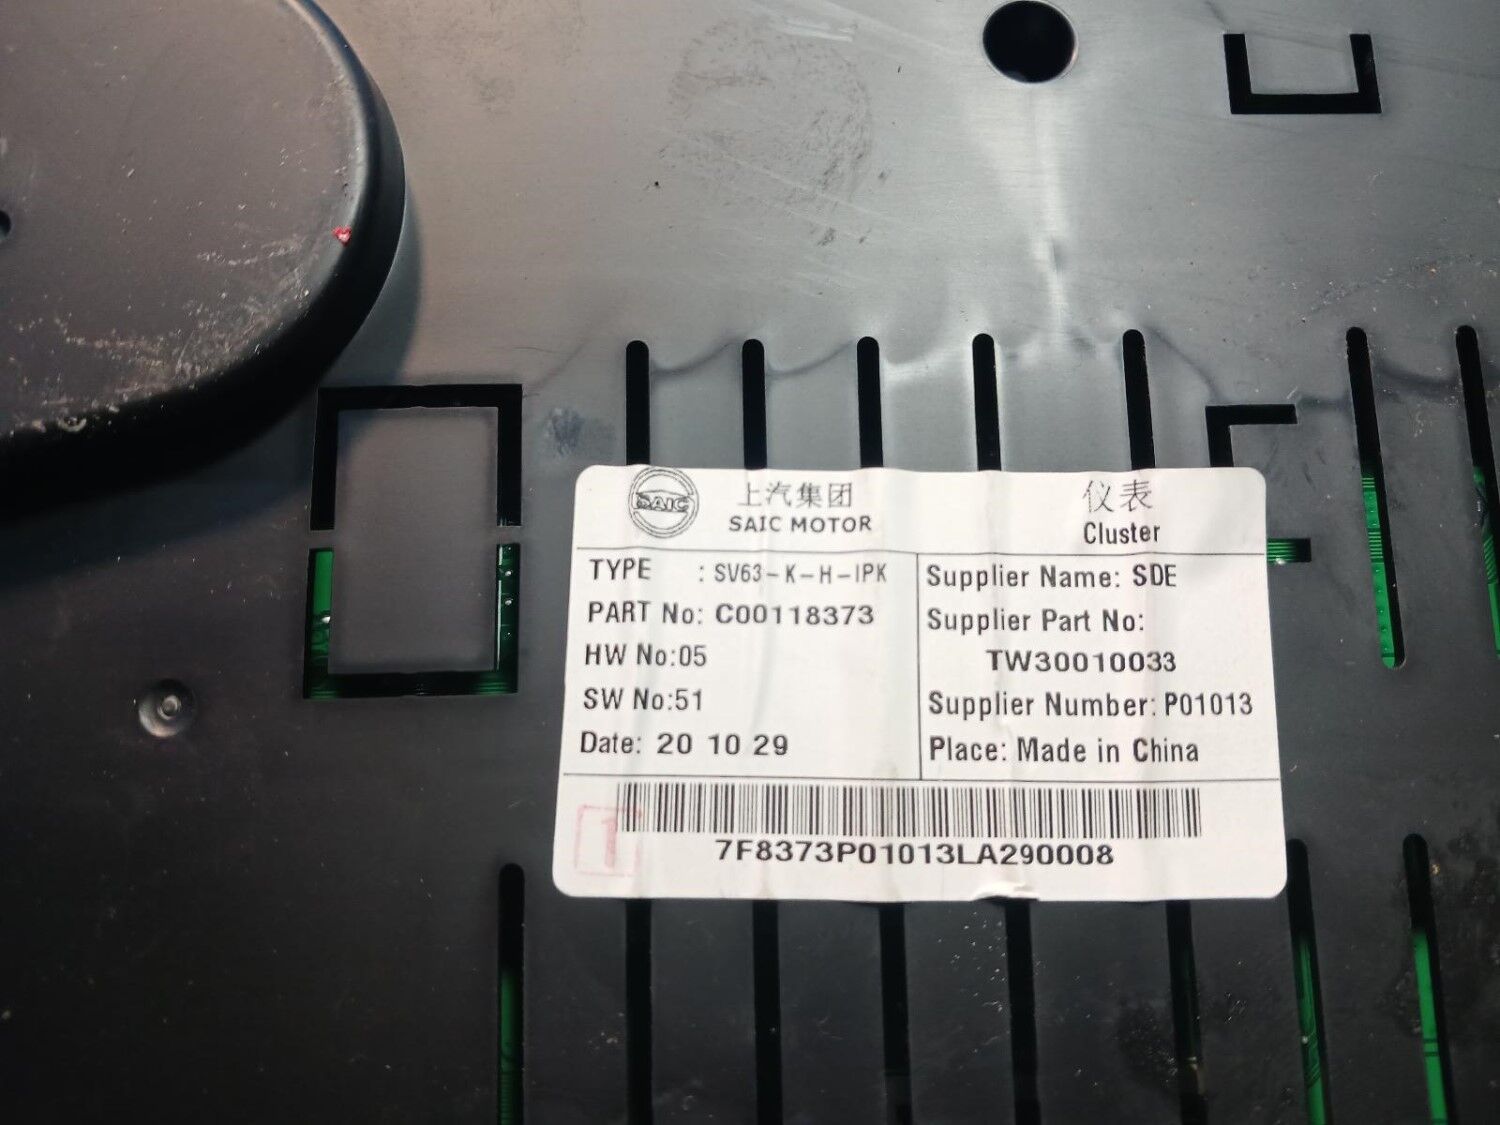 SAIC
上汽集团
SAIC MOTOR
仪表
Cluster
TYPE : SV63-K-H-IPK
PART No: C00118373
HW No:05
SW No:51
Date: 20 10 29
Supplier Name: SDE
Supplier Part No:
TW30010033
Supplier Number: P01013
Place: Made in China
1
7F8373P01013LA290008